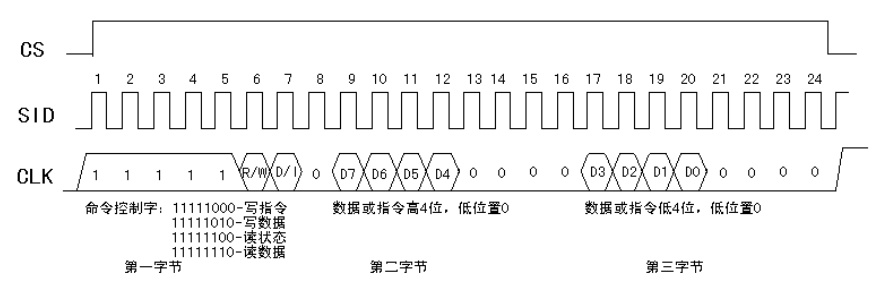 CS
1 2 3 4 5 6 7 8 9 10 11 12 13 14 15 16 17 18 19 20 21 22 23 24
SID
CLK 1 1 1 1 1 R/W D/I 0 D7 D6 D5 D4 0 0 0 0 D3 D2 D1 D0 0 0 0 0
命令控制字：11111000-写指令 数据或指令高4位，低位置0 数据或指令低4位，低位置0
11111010-写数据
11111100-读状态
11111110-读数据
第一字节 第二字节 第三字节